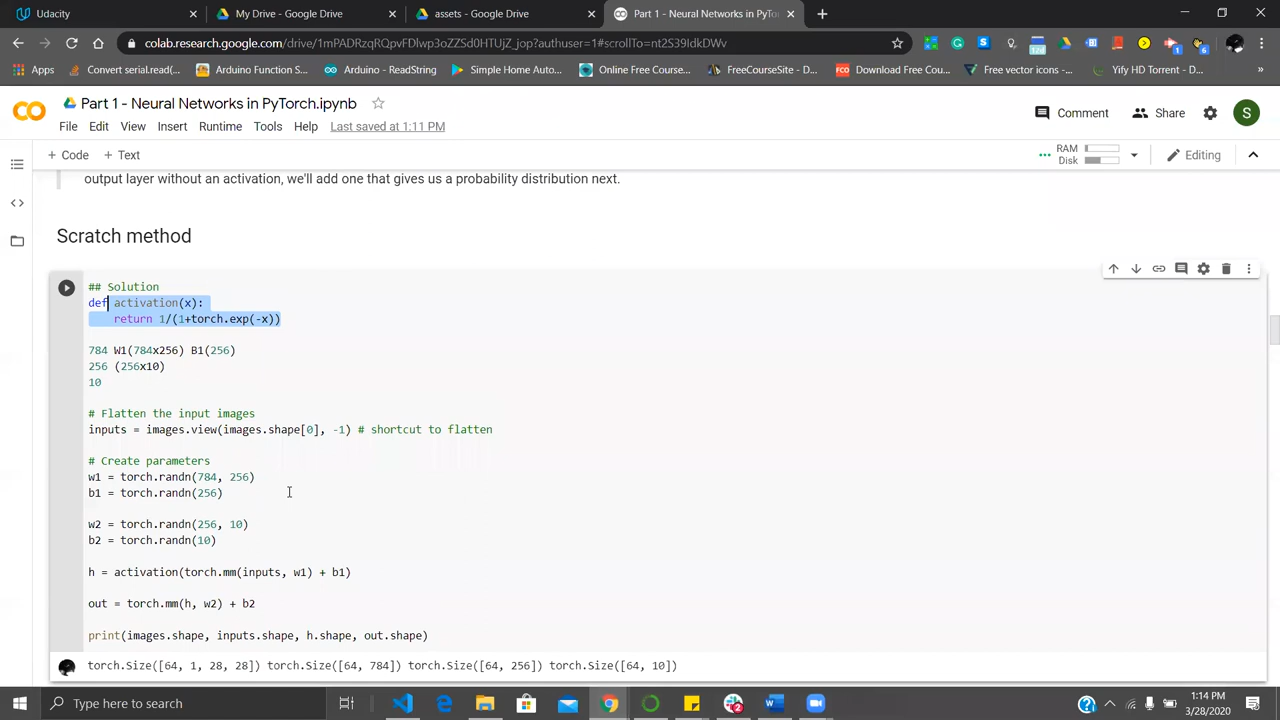 Udacity
My Drive - Google Drive
assets - Google Drive
Part 1 - Neural Networks in PyTo
colab.research.google.com/drive/1mPADRzqRQpvFDlwp3oZZSd0HTUjZ_jop?authuser=1#scrollTo=nt2S39IdkDWv
Apps
Convert serial.read(...
Arduino Function S...
Arduino - ReadString
Simple Home Auto...
Online Free Course...
FreeCourseSite - D...
Download Free Cou...
Free vector icons -...
Yify HD Torrent - D...
Part 1 - Neural Networks in PyTorch.ipynb
Comment
Share
S
File Edit View Insert Runtime Tools Help Last saved at 1:11 PM
+ Code + Text
RAM
Disk
Editing
output layer without an activation, we'll add one that gives us a probability distribution next.
Scratch method
## Solution
def activation(x):
return 1/(1+torch.exp(-x))
784 W1(784x256) B1(256)
256 (256x10)
10
# Flatten the input images
inputs = images.view(images.shape[0], -1) # shortcut to flatten
# Create parameters
w1 = torch.randn(784, 256)
b1 = torch.randn(256)
w2 = torch.randn(256, 10)
b2 = torch.randn(10)
h = activation(torch.mm(inputs, w1) + b1)
out = torch.mm(h, w2) + b2
print(images.shape, inputs.shape, h.shape, out.shape)
torch.Size([64, 1, 28, 28]) torch.Size([64, 784]) torch.Size([64, 256]) torch.Size([64, 10])
Type here to search
1:14 PM
3/28/2020